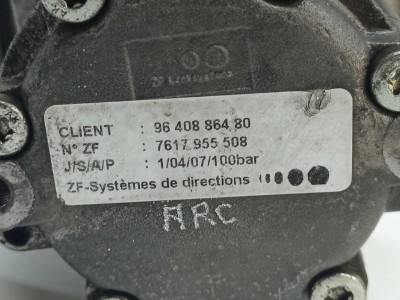 CLIENT : 96 408 864 80
N° ZF : 7617 955 508
J/S/A/P : 1/04/07/100bar
ZF-Systèmes de directions
ARC